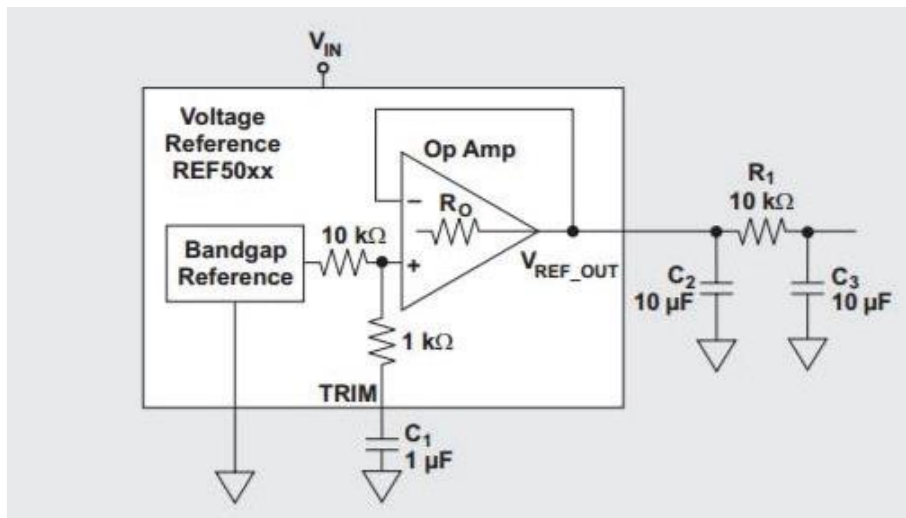 V_IN
Voltage
Reference
REF50xx
Op Amp
R_O
−
+
Bandgap
Reference
10 kΩ
V_REF_OUT
1 kΩ
TRIM
C_1
1 µF
R_1
10 kΩ
C_2
10 µF
C_3
10 µF